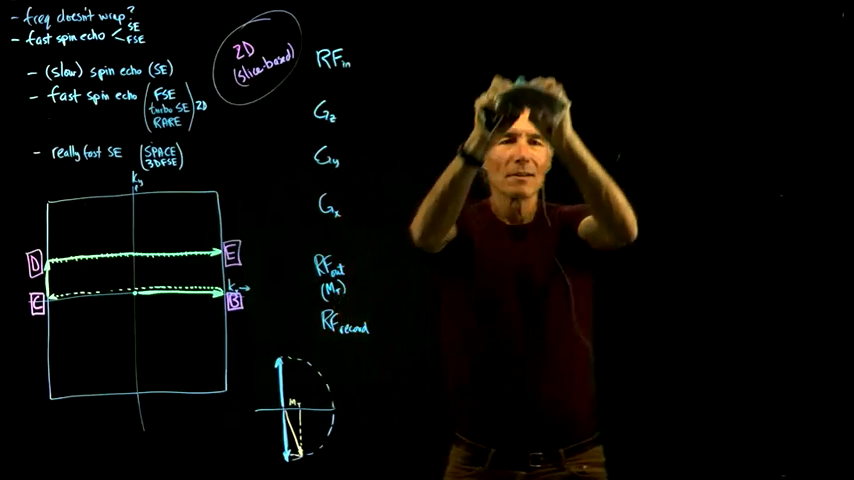 - freq doesn't wrap?
- fast spin echo < SE
FSE
- (slow) spin echo (SE)
- fast spin echo (FSE
turbo SE
RARE) 2D
- really fast SE (SPACE
3DFSE)
2D
(slice-based)
RFin
Gz
Gy
Gx
RFout
(MT)
RFrecord
ky
D
E
kx
C
B
MT